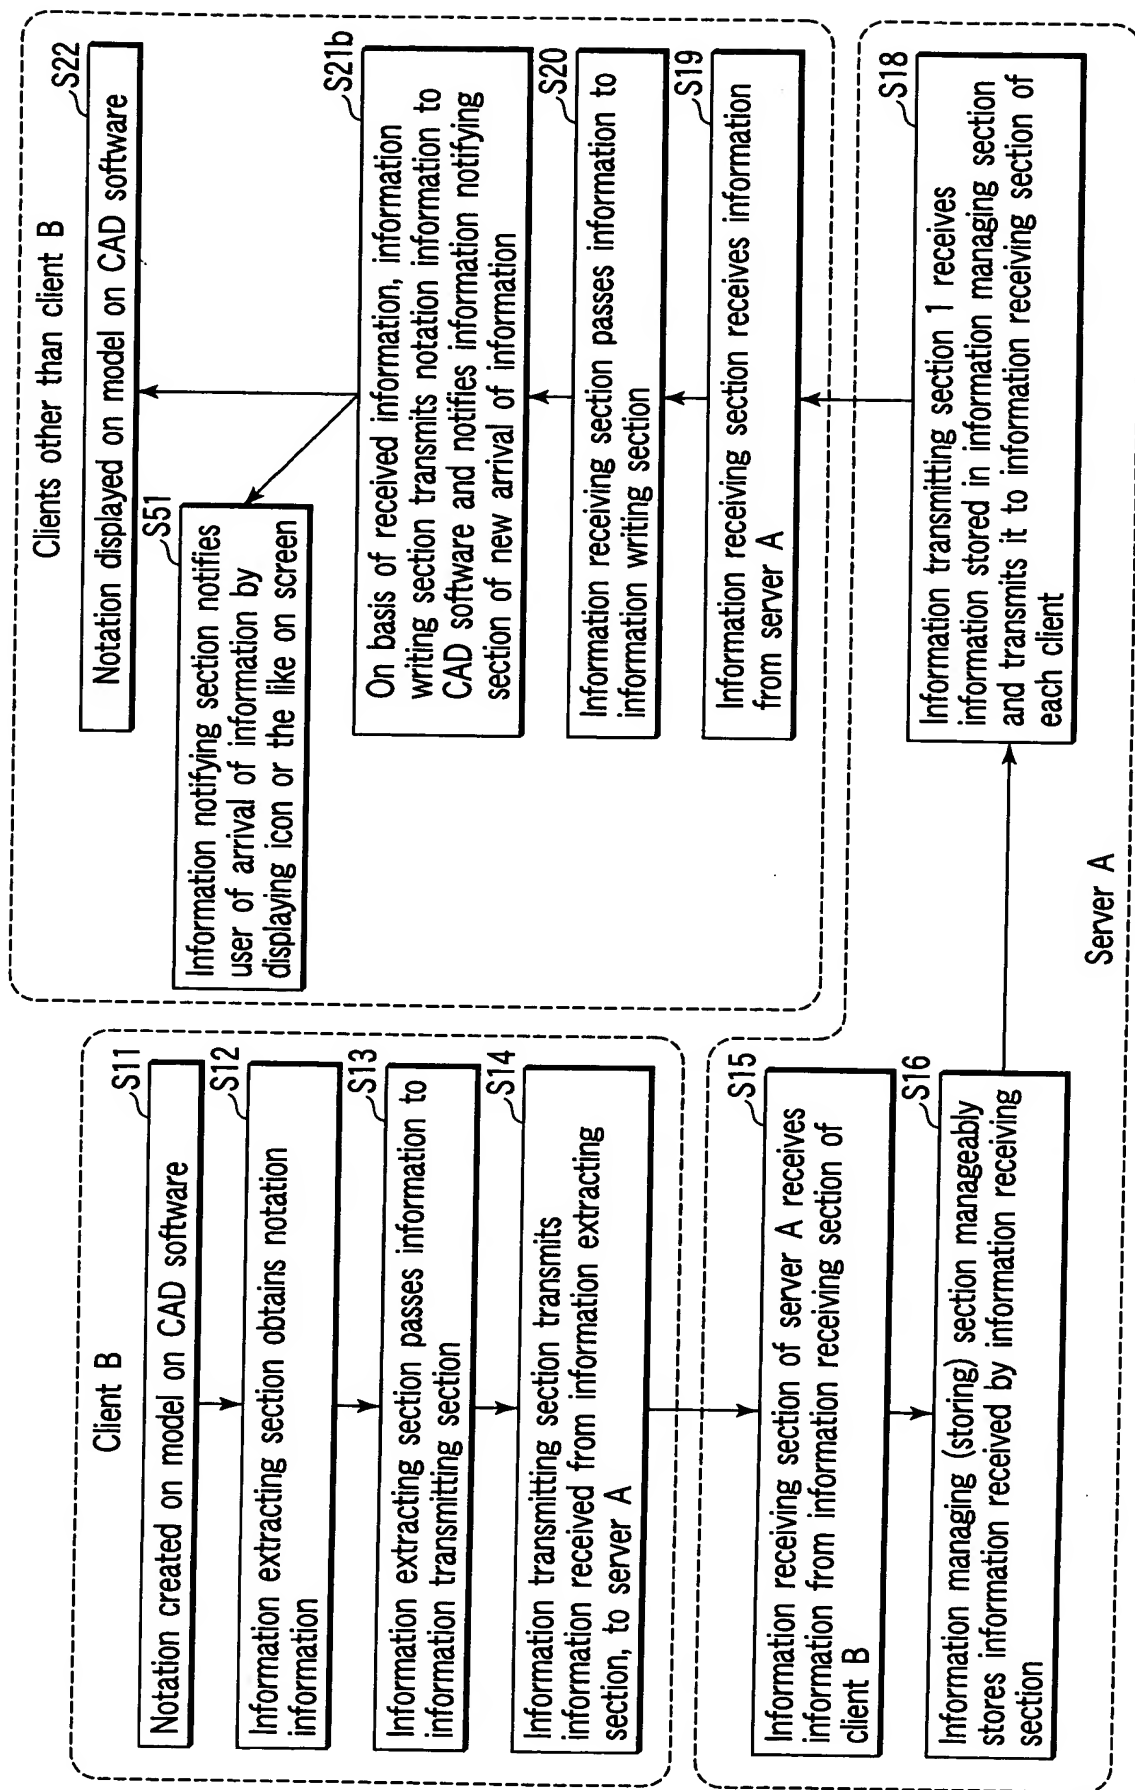 Client B
S11
Notation created on model on CAD software
S12
Information extracting section obtains notation
information
S13
Information extracting section passes information to
information transmitting section
S14
Information transmitting section transmits
information received from information extracting
section, to server A
S15
Information receiving section of server A receives
information from information receiving section of
client B
S16
Information managing (storing) section manageably
stores information received by information receiving
section
Server A
Clients other than client B
S22
Notation displayed on model on CAD software
S51
Information notifying section notifies
user of arrival of information by
displaying icon or the like on screen
S21b
On basis of received information, information
writing section transmits notation information to
CAD software and notifies information notifying
section of new arrival of information
S20
Information receiving section passes information to
information writing section
S19
Information receiving section receives information
from server A
S18
Information transmitting section 1 receives
information stored in information managing section
and transmits it to information receiving section of
each client